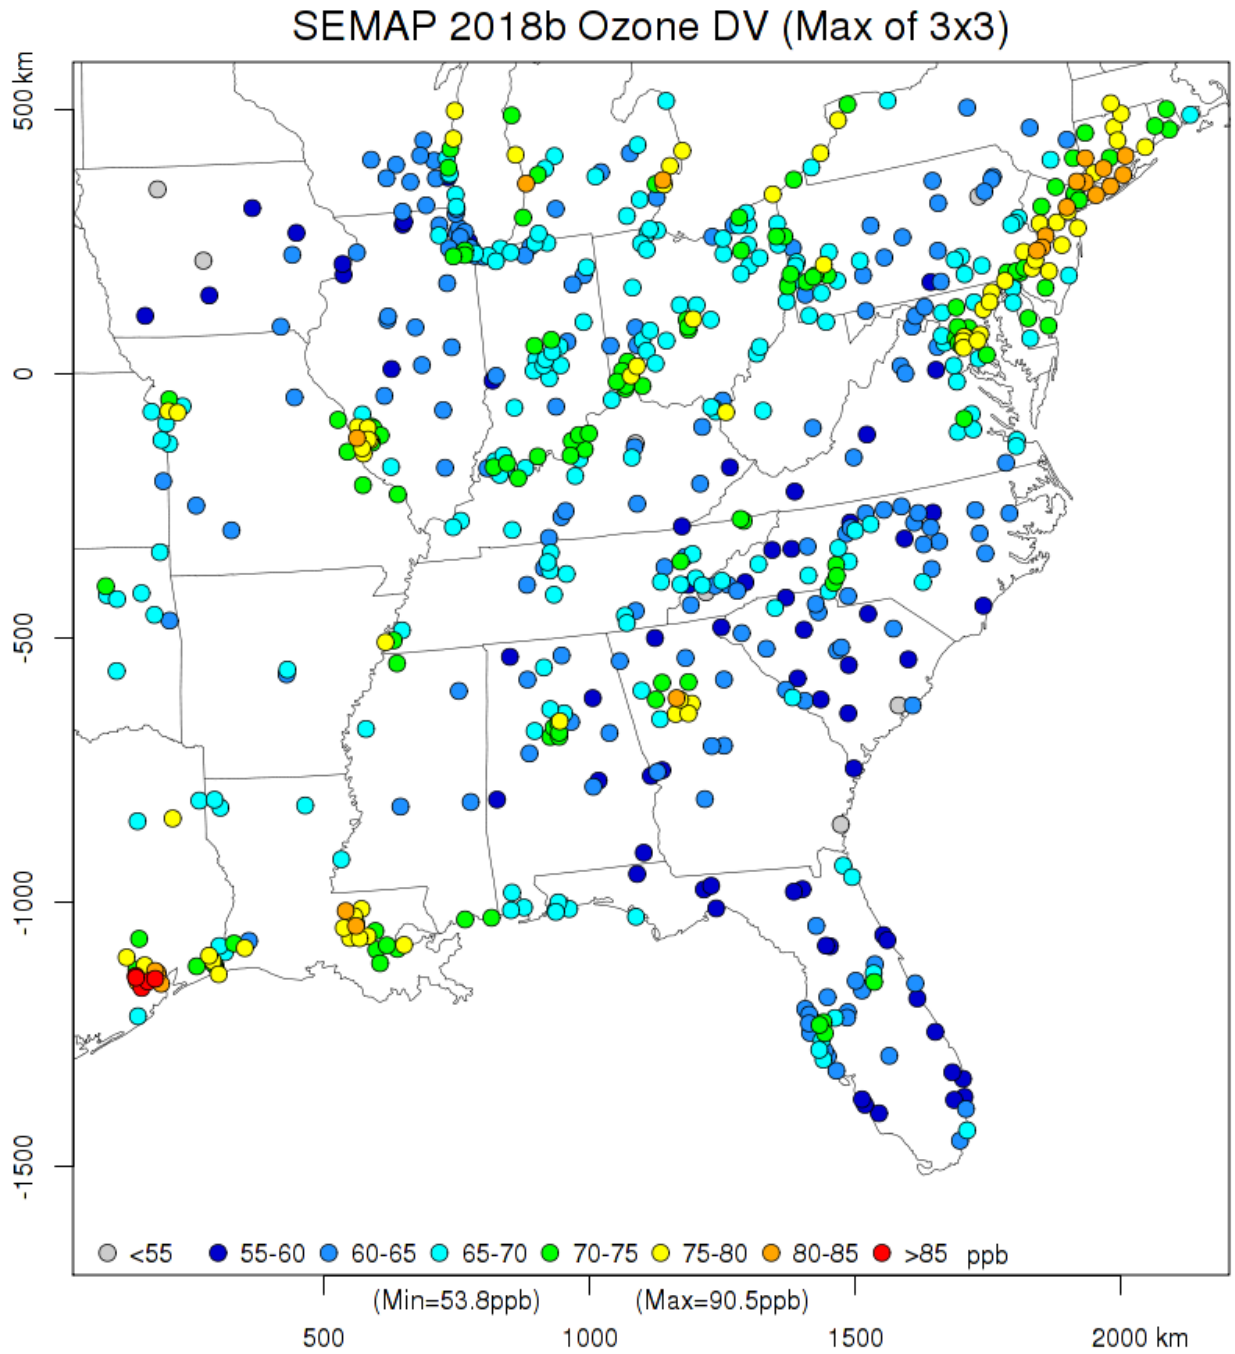 SEMAP 2018b Ozone DV (Max of 3x3)
500 km
0
-500
-1000
-1500
<55 55-60 60-65 65-70 70-75 75-80 80-85 >85 ppb
(Min=53.8ppb) (Max=90.5ppb)
500 1000 1500 2000 km